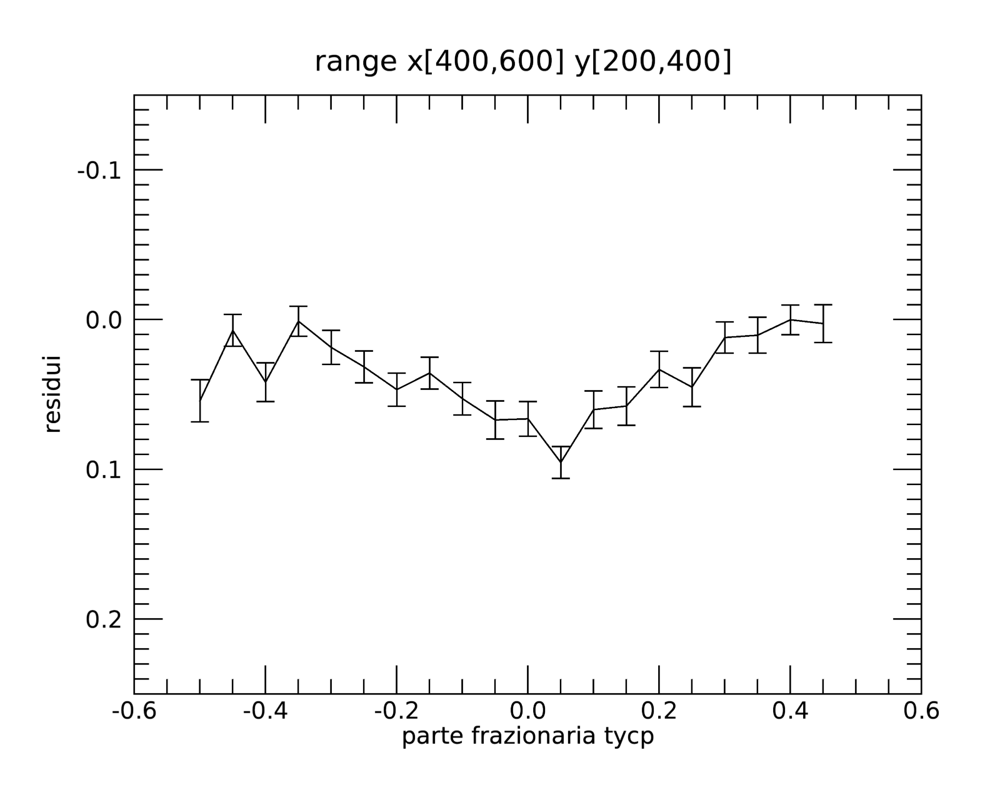 range x[400,600] y[200,400]
residui
-0.1
0.0
0.1
0.2
-0.6 -0.4 -0.2 0.0 0.2 0.4 0.6
parte frazionaria tycp